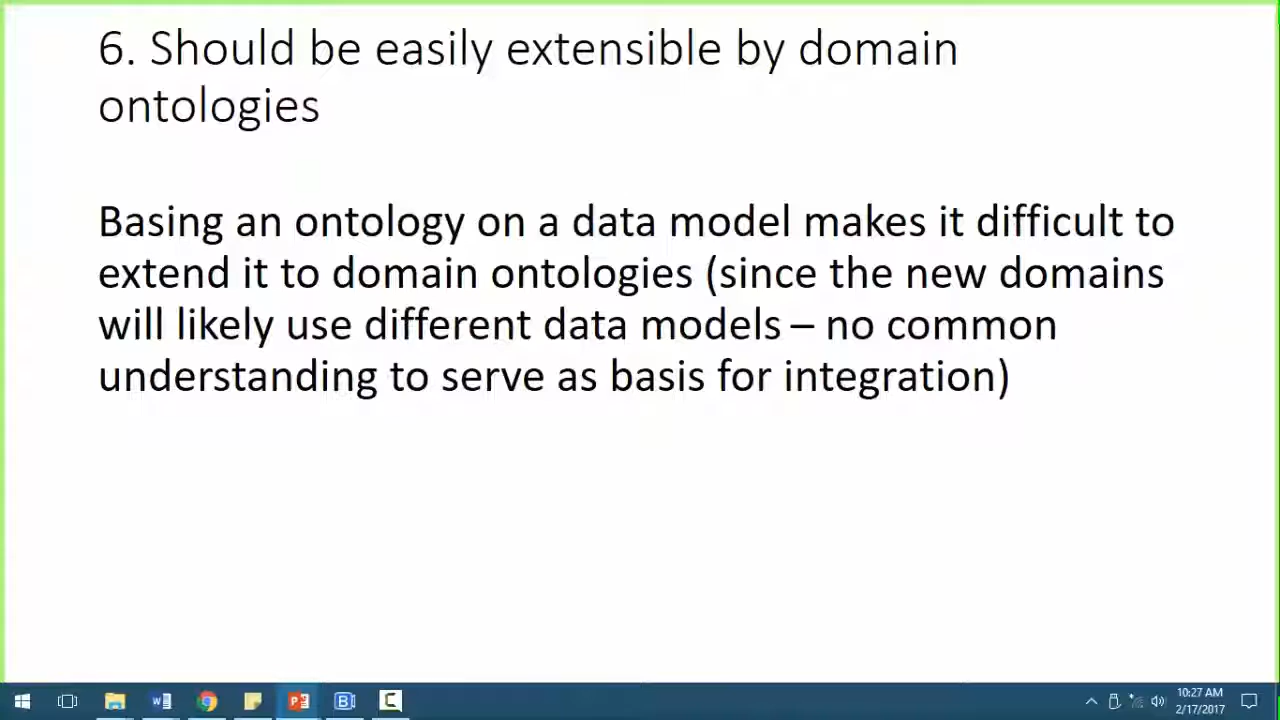 6. Should be easily extensible by domain
ontologies
Basing an ontology on a data model makes it difficult to
extend it to domain ontologies (since the new domains
will likely use different data models – no common
understanding to serve as basis for integration)
10:27 AM
2/17/2017